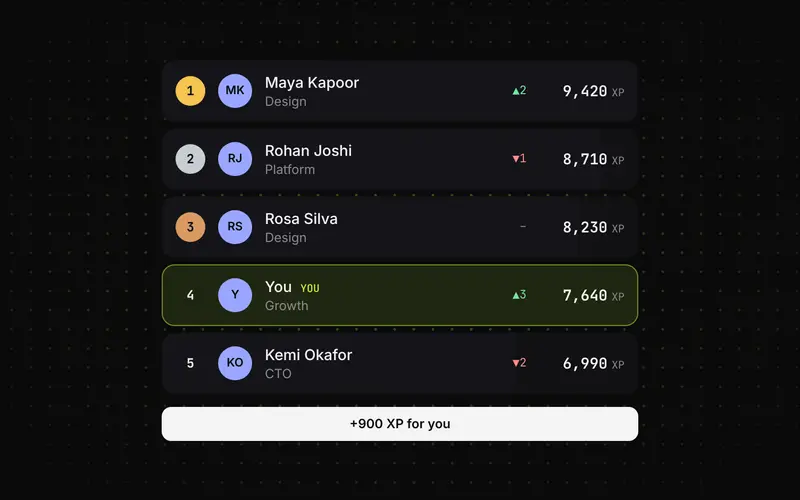 1 MK Maya Kapoor ▲2 9,420 XP
Design
2 RJ Rohan Joshi ▼1 8,710 XP
Platform
3 RS Rosa Silva – 8,230 XP
Design
4 Y You YOU ▲3 7,640 XP
Growth
5 KO Kemi Okafor ▼2 6,990 XP
CTO
+900 XP for you